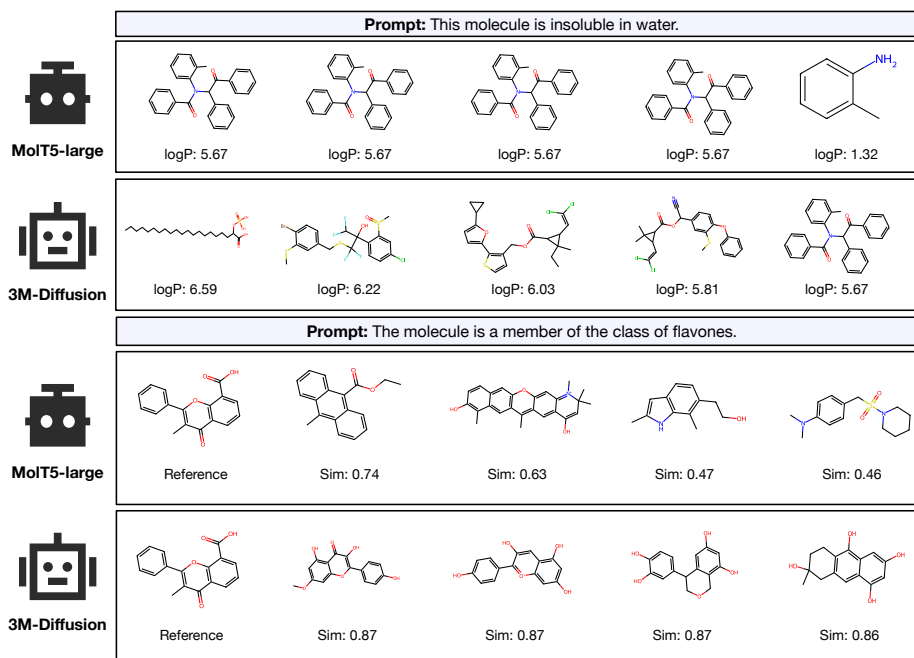 Prompt: This molecule is insoluble in water.
MolT5-large
logP: 5.67 logP: 5.67 logP: 5.67 logP: 5.67 logP: 1.32
NH₂
3M-Diffusion
logP: 6.59 logP: 6.22 logP: 6.03 logP: 5.81 logP: 5.67
Prompt: The molecule is a member of the class of flavones.
MolT5-large
Reference Sim: 0.74 Sim: 0.63 Sim: 0.47 Sim: 0.46
3M-Diffusion
Reference Sim: 0.87 Sim: 0.87 Sim: 0.87 Sim: 0.86